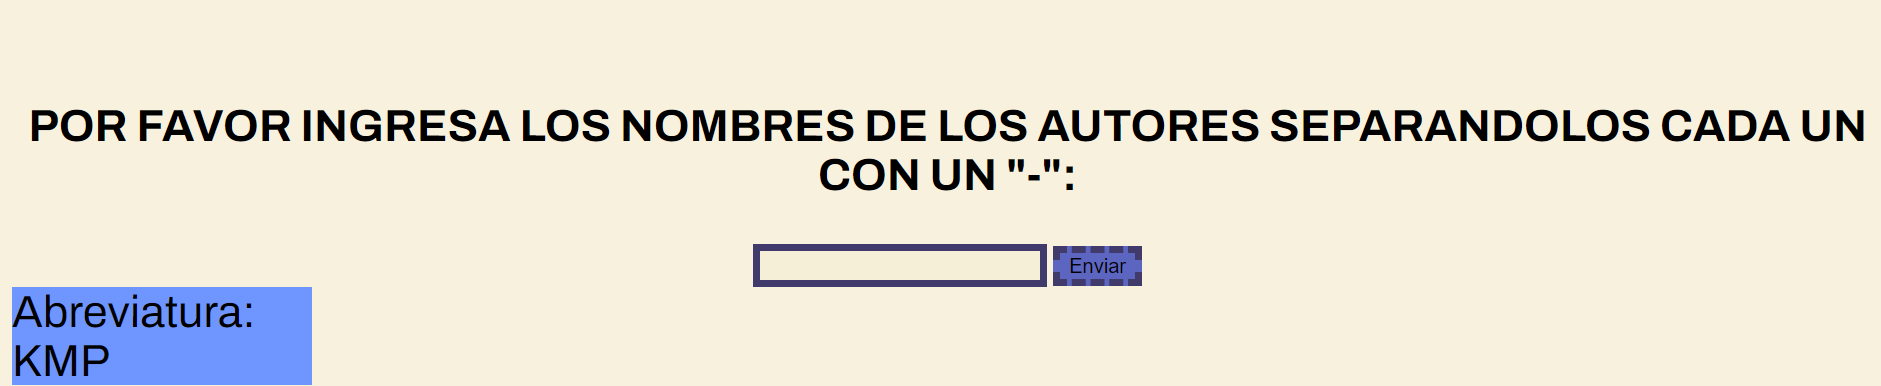 POR FAVOR INGRESA LOS NOMBRES DE LOS AUTORES SEPARANDOLOS CADA UN
CON UN "-":
Enviar
Abreviatura:
KMP